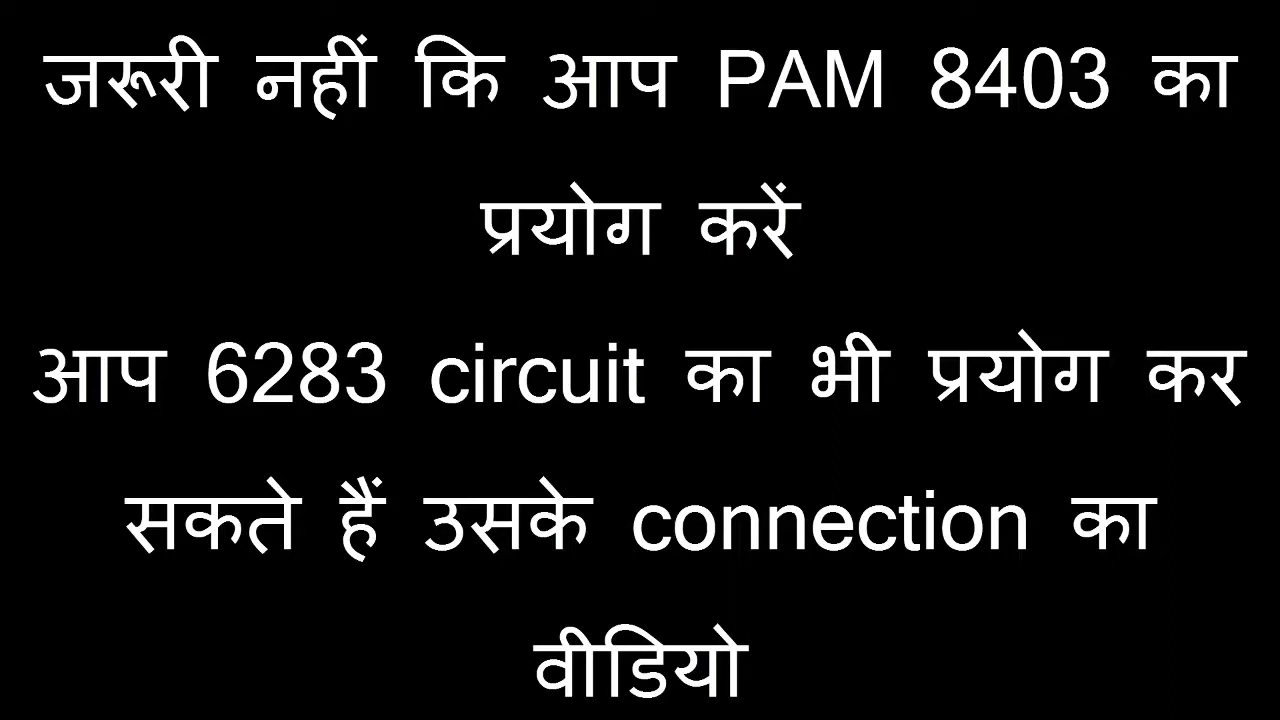 जरूरी नहीं कि आप PAM 8403 का
प्रयोग करें
आप 6283 circuit का भी प्रयोग कर
सकते हैं उसके connection का
वीडियो